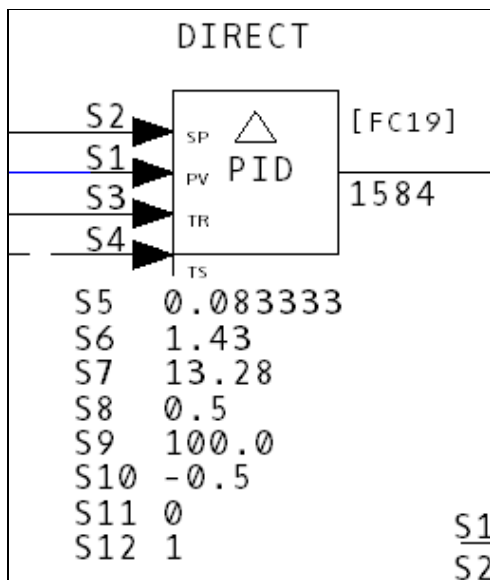 DIRECT
S2 SP △ [FC19]
S1 PV PID
S3 TR 1584
S4 TS
S5 0.083333
S6 1.43
S7 13.28
S8 0.5
S9 100.0
S10 -0.5
S11 0
S12 1
S1
S2